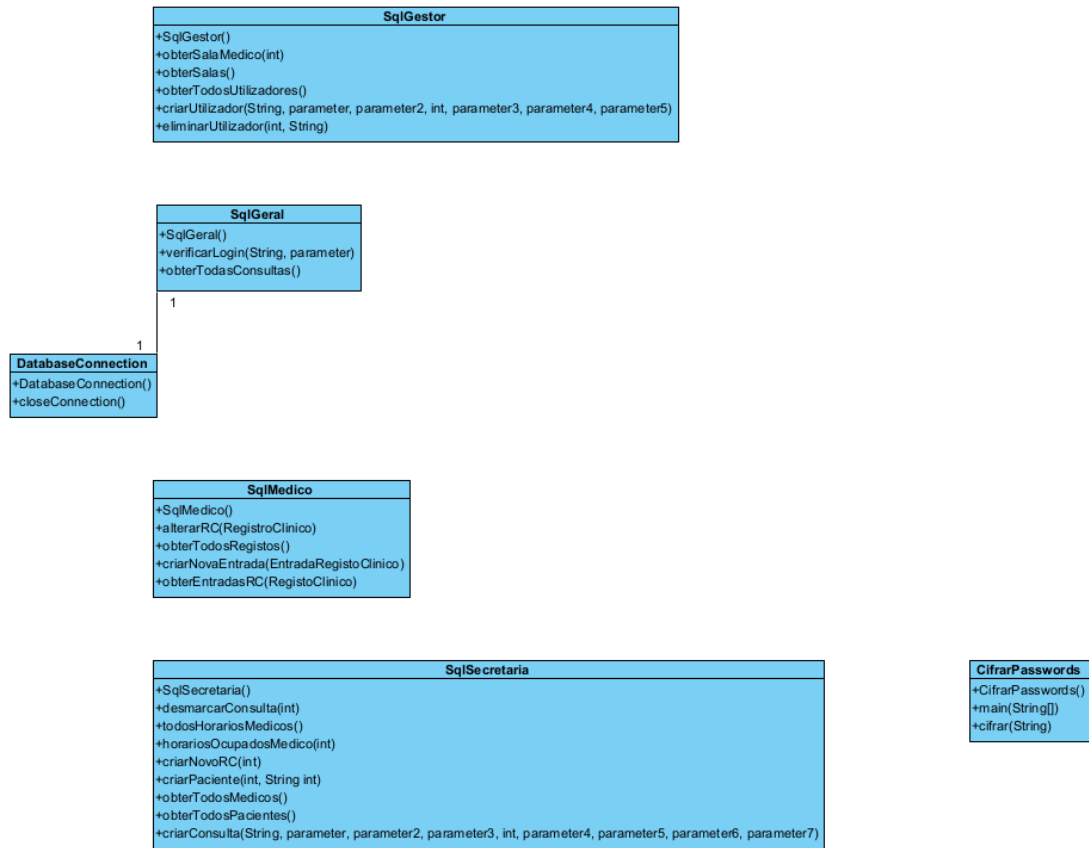 SqlGestor
+SqlGestor()
+obterSalaMedico(int)
+obterSalas()
+obterTodosUtilizadores()
+criarUtilizador(String, parameter, parameter2, int, parameter3, parameter4, parameter5)
+eliminarUtilizador(int, String)
SqlGeral
+SqlGeral()
+verificarLogin(String, parameter)
+obterTodasConsultas()
1
1
DatabaseConnection
+DatabaseConnection()
+closeConnection()
SqlMedico
+SqlMedico()
+alterarRC(RegistroClinico)
+obterTodosRegistos()
+criarNovaEntrada(EntradaRegistoClinico)
+obterEntradasRC(RegistoClinico)
SqlSecretaria
+SqlSecretaria()
+desmarcarConsulta(int)
+todosHorariosMedicos()
+horariosOcupadosMedico(int)
+criarNovoRC(int)
+criarPaciente(int, String int)
+obterTodosMedicos()
+obterTodosPacientes()
+criarConsulta(String, parameter, parameter2, parameter3, int, parameter4, parameter5, parameter6, parameter7)
CifrarPasswords
+CifrarPasswords()
+main(String[])
+cifrar(String)